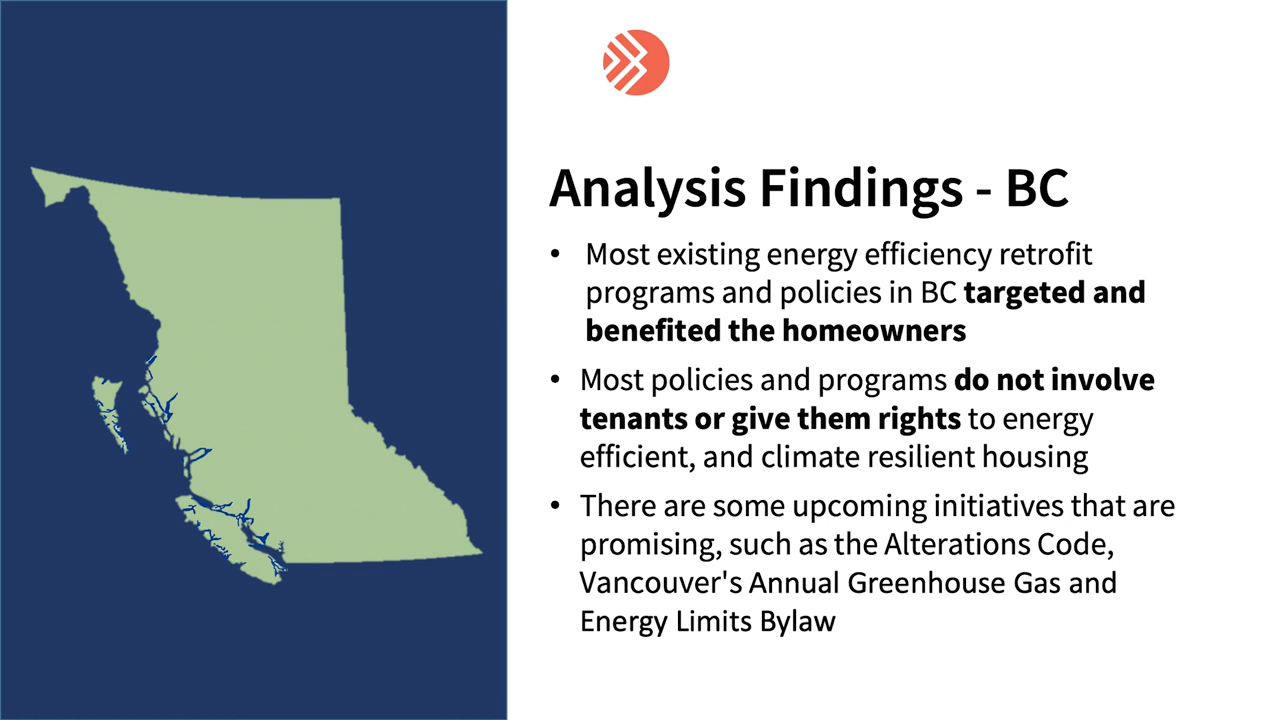 Analysis Findings - BC
• Most existing energy efficiency retrofit
programs and policies in BC targeted and
benefited the homeowners
• Most policies and programs do not involve
tenants or give them rights to energy
efficient, and climate resilient housing
• There are some upcoming initiatives that are
promising, such as the Alterations Code,
Vancouver's Annual Greenhouse Gas and
Energy Limits Bylaw